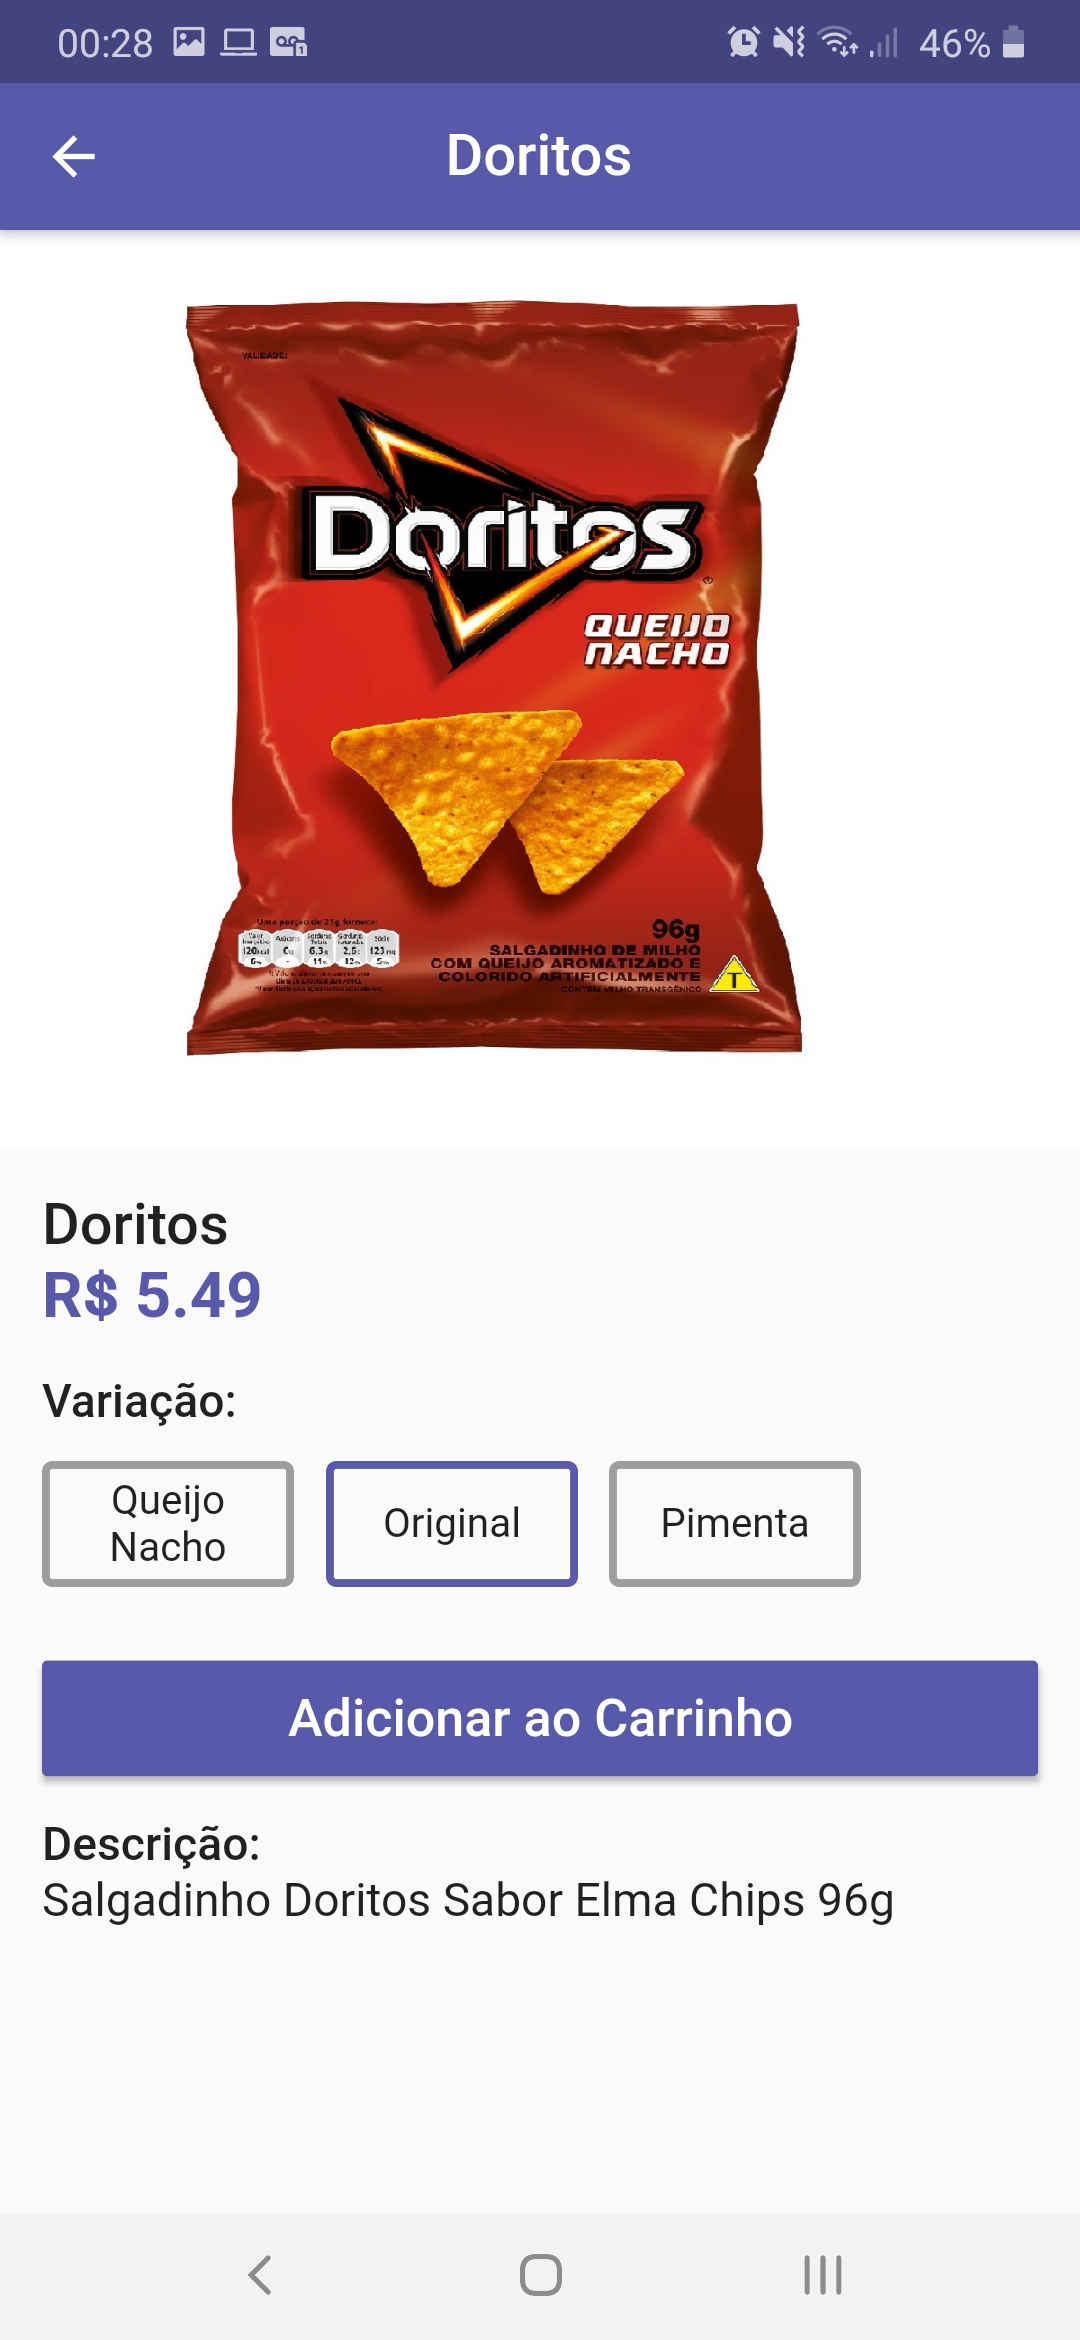 00:28
46%
Doritos
VALIDADE:
Doritos
QUEIJO
NACHO
Uma porção de 25g fornece:
96g
SALGADINHO DE MILHO
COM QUEIJO AROMATIZADO E
COLORIDO ARTIFICIALMENTE
CONTÉM MILHO TRANSGÊNICO
T
Doritos
R$ 5.49
Variação:
Queijo
Nacho
Original
Pimenta
Adicionar ao Carrinho
Descrição:
Salgadinho Doritos Sabor Elma Chips 96g